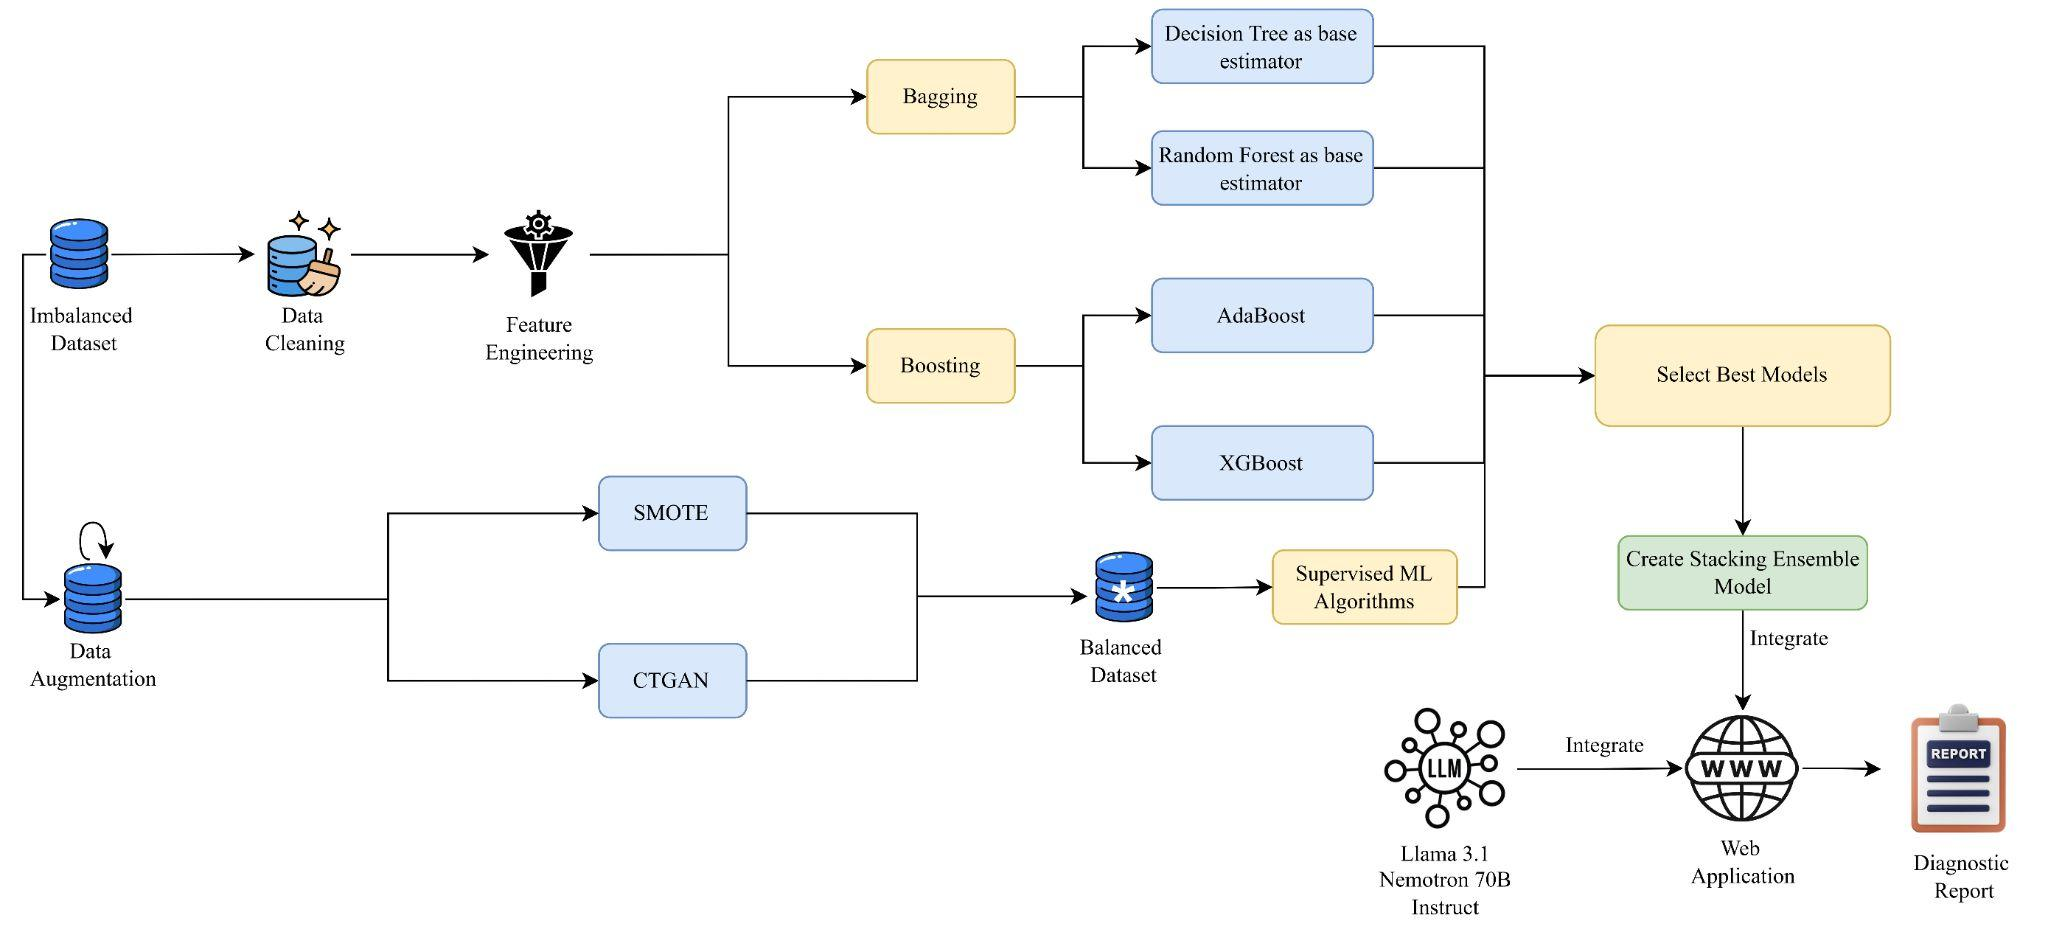 Decision Tree as base
estimator
Bagging
Random Forest as base
estimator
Imbalanced
Dataset
Data
Cleaning
Feature
Engineering
AdaBoost
Boosting
Select Best Models
XGBoost
SMOTE
CTGAN
Data
Augmentation
*
Balanced
Dataset
Supervised ML
Algorithms
Create Stacking Ensemble
Model
Integrate
LLM
Llama 3.1
Nemotron 70B
Instruct
Integrate
WWW
Web
Application
REPORT
Diagnostic
Report